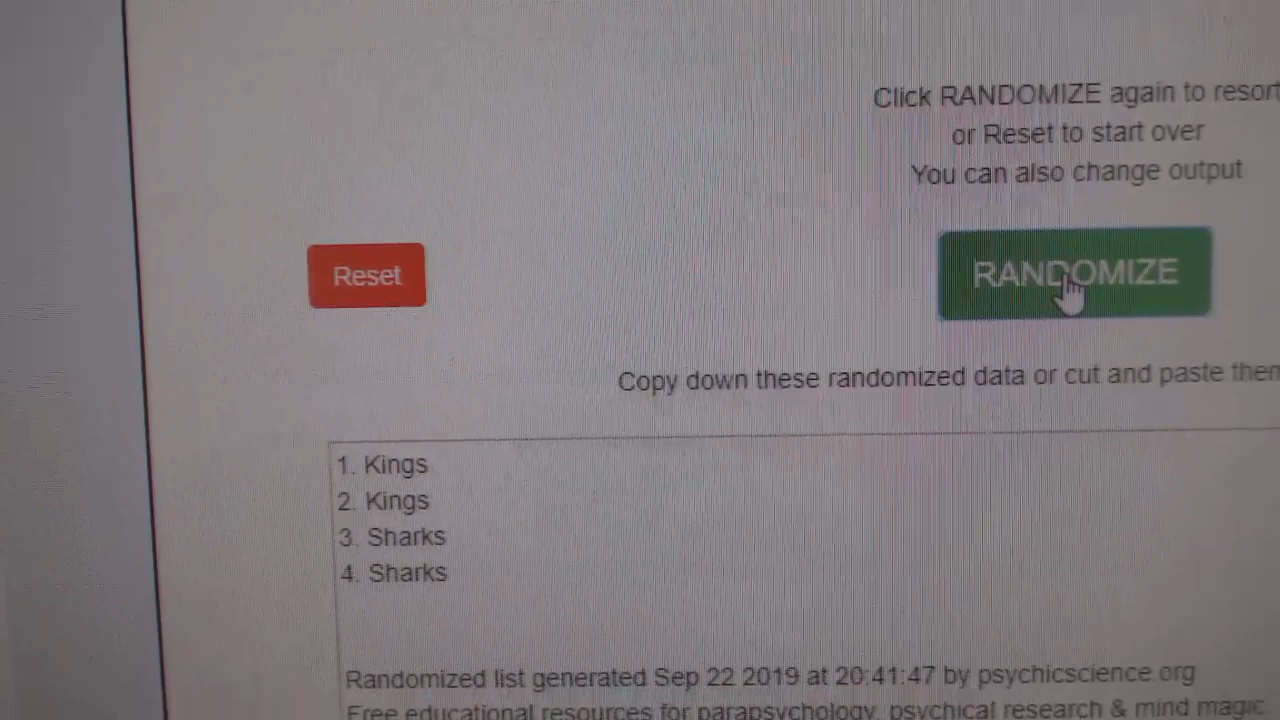 Click RANDOMIZE again to resort
or Reset to start over
You can also change output
Reset
RANDOMIZE
Copy down these randomized data or cut and paste them
1. Kings
2. Kings
3. Sharks
4. Sharks
Randomized list generated Sep 22 2019 at 20:41:47 by psychicscience.org
Free educational resources for parapsychology, psychical research & mind magic